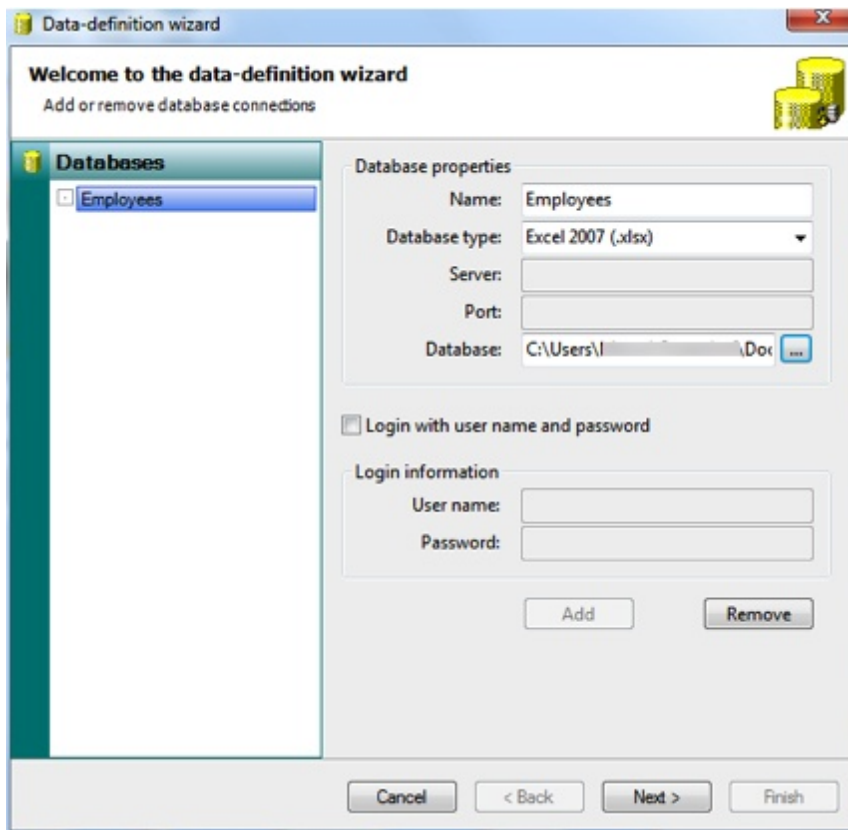 Data-definition wizard
Welcome to the data-definition wizard
Add or remove database connections
Databases
Employees
Database properties
Name: Employees
Database type: Excel 2007 (.xlsx)
Server:
Port:
Database: C:\Users\ \Doc ...
Login with user name and password
Login information
User name:
Password:
Add Remove
Cancel < Back Next > Finish